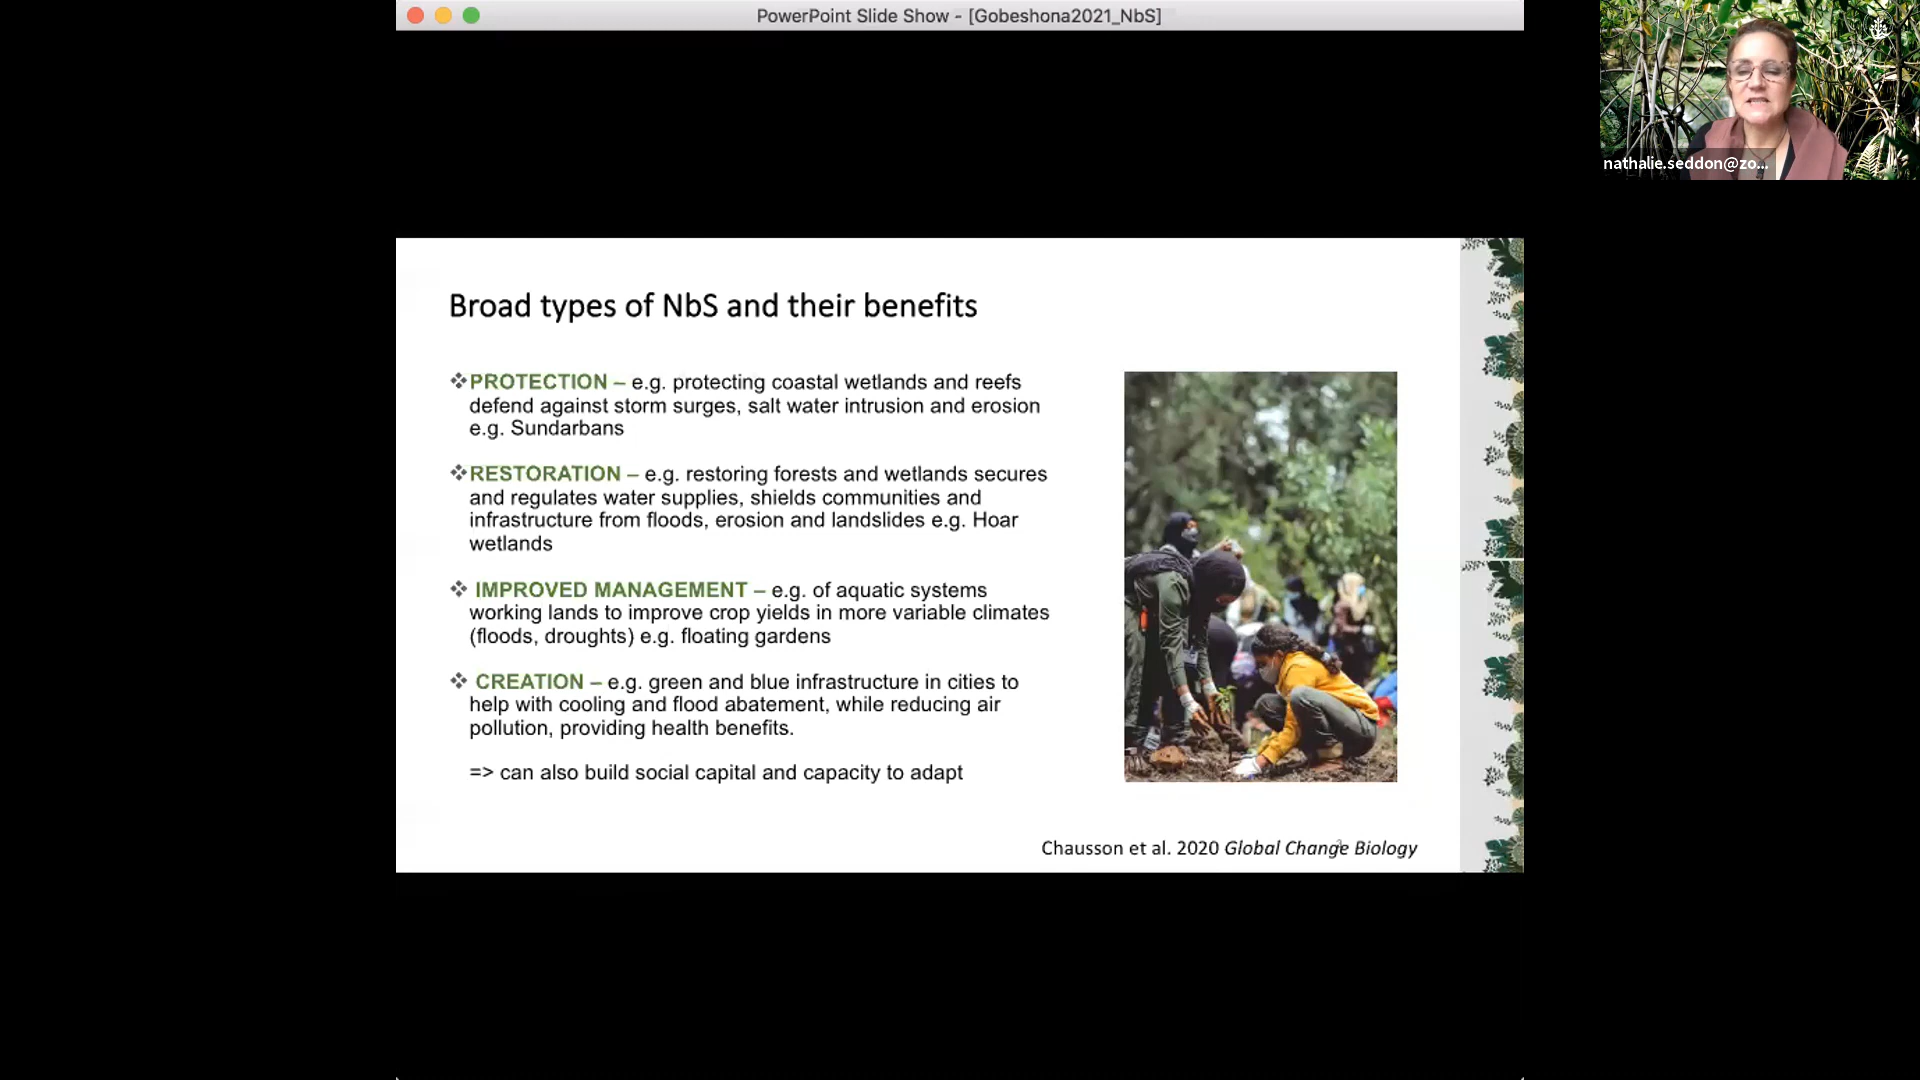 PowerPoint Slide Show - [Gobeshona2021_NbS]
nathalie.seddon@zo...
Broad types of NbS and their benefits
❖PROTECTION – e.g. protecting coastal wetlands and reefs
defend against storm surges, salt water intrusion and erosion
e.g. Sundarbans
❖RESTORATION – e.g. restoring forests and wetlands secures
and regulates water supplies, shields communities and
infrastructure from floods, erosion and landslides e.g. Hoar
wetlands
❖ IMPROVED MANAGEMENT – e.g. of aquatic systems
working lands to improve crop yields in more variable climates
(floods, droughts) e.g. floating gardens
❖ CREATION – e.g. green and blue infrastructure in cities to
help with cooling and flood abatement, while reducing air
pollution, providing health benefits.
=> can also build social capital and capacity to adapt
Chausson et al. 2020 Global Change Biology